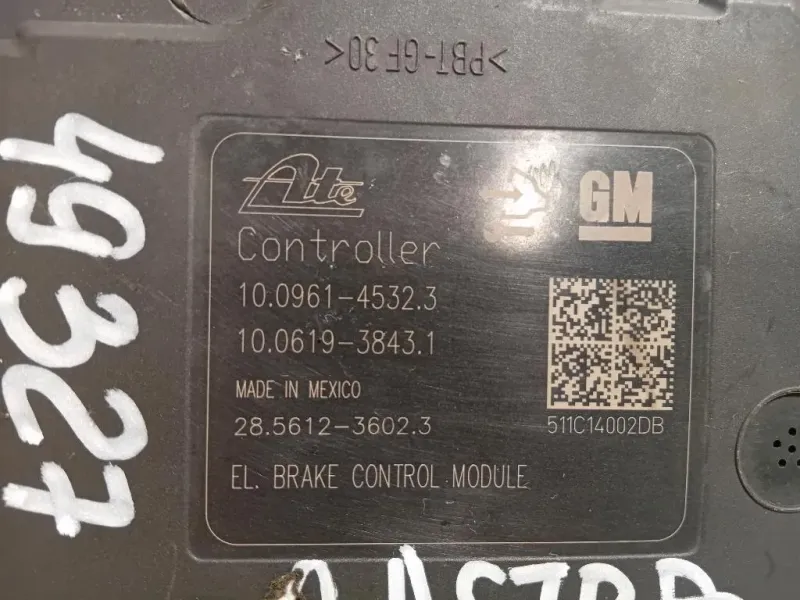 >PBT-GF30<
49327
Ate
GM
Controller
10.0961-4532.3
10.0619-3843.1
MADE IN MEXICO
28.5612-3602.3
511C14002DB
EL. BRAKE CONTROL MODULE
ASTRA